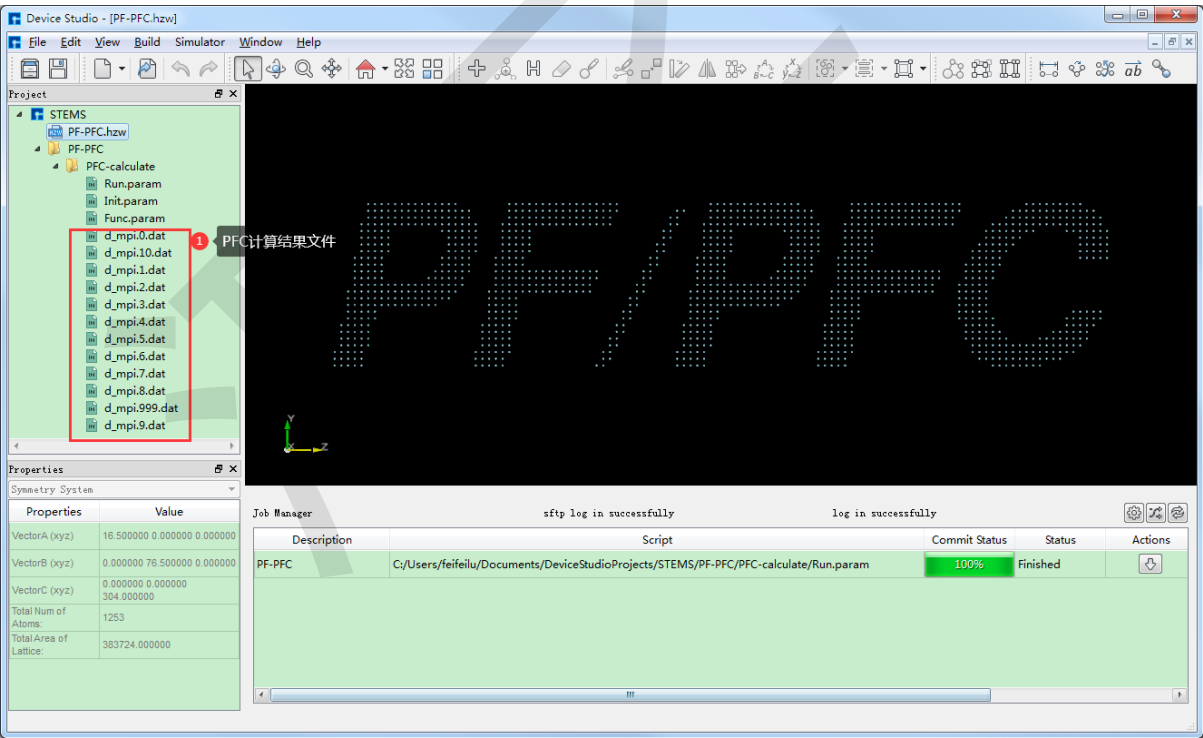 Device Studio - [PF-PFC.hzw]
File Edit View Build Simulator Window Help
Project
STEMS
PF-PFC.hzw
PF-PFC
PFC-calculate
Run.param
Init.param
Func.param
d_mpi.0.dat
1 PFC计算结果文件
d_mpi.10.dat
d_mpi.1.dat
d_mpi.2.dat
d_mpi.3.dat
d_mpi.4.dat
d_mpi.5.dat
d_mpi.6.dat
d_mpi.7.dat
d_mpi.8.dat
d_mpi.999.dat
d_mpi.9.dat
PF/PFC
Y
X Z
Properties
Symmetry System
Properties Value
VectorA (xyz) 16.500000 0.000000 0.000000
VectorB (xyz) 0.000000 76.500000 0.000000
VectorC (xyz) 0.000000 0.000000
304.000000
Total Num of
Atoms: 1253
Total Area of
Lattice: 383724.000000
Job Manager sftp log in successfully log in successfully
Description Script Commit Status Status Actions
PF-PFC C:/Users/feifeilu/Documents/DeviceStudioProjects/STEMS/PF-PFC/PFC-calculate/Run.param 100% Finished